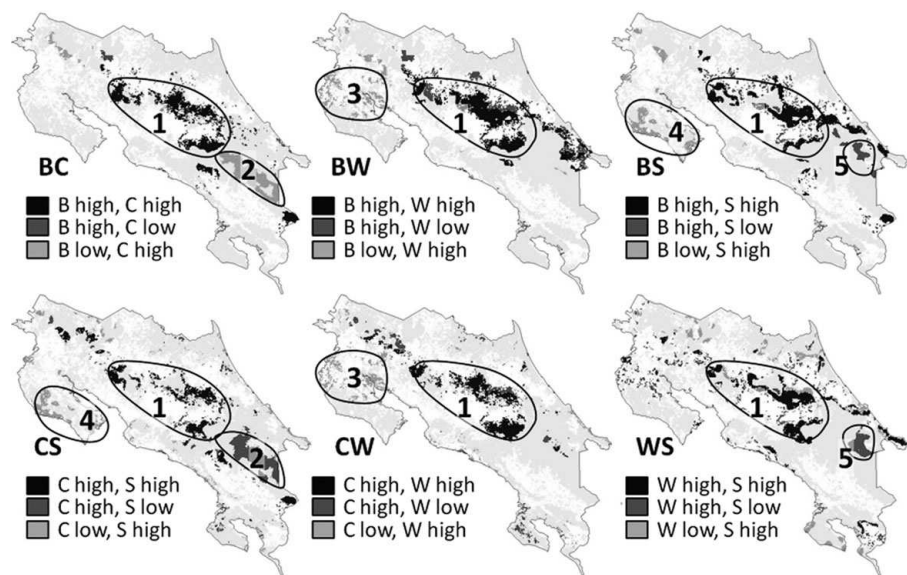 1
2
BC
B high, C high
B high, C low
B low, C high
3
1
BW
B high, W high
B high, W low
B low, W high
4
1
5
BS
B high, S high
B high, S low
B low, S high
4
1
2
CS
C high, S high
C high, S low
C low, S high
3
1
CW
C high, W high
C high, W low
C low, W high
1
5
WS
W high, S high
W high, S low
W low, S high